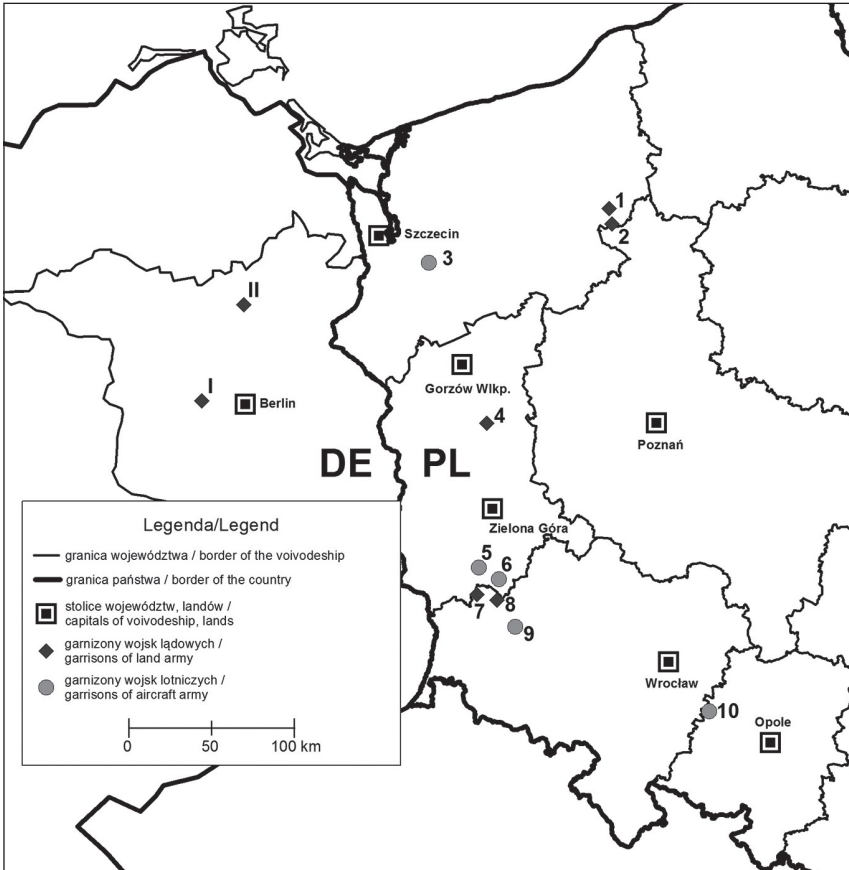 1
2
Szczecin
3
II
Gorzów Wlkp.
I
Berlin
4
Poznań
DE PL
Zielona Góra
Legenda/Legend
granica województwa / border of the voivodeship
granica państwa / border of the country
stolice województw, landów /
capitals of voivodeship, lands
garnizony wojsk lądowych /
garrisons of land army
garnizony wojsk lotniczych /
garrisons of aircraft army
0 50 100 km
5
6
7
8
9
Wrocław
10
Opole